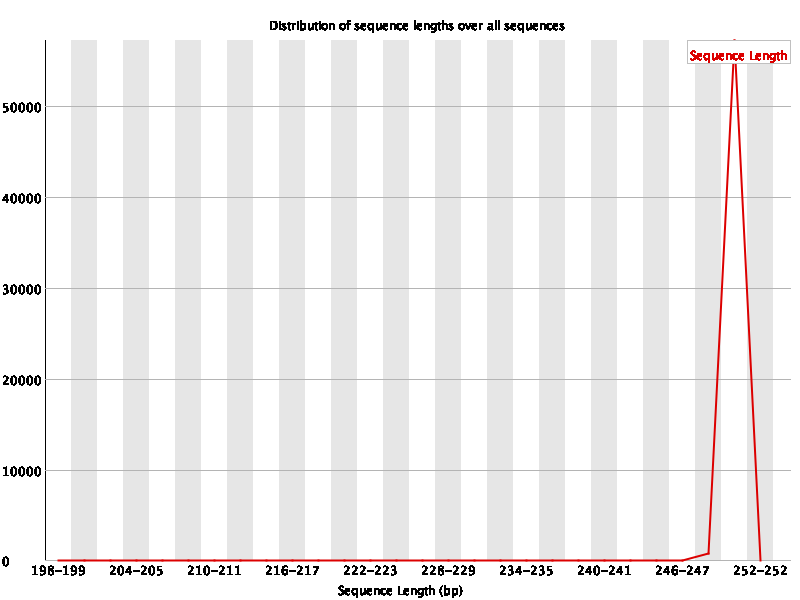 Distribution of sequence lengths over all sequences
Sequence Length
50000
40000
30000
20000
10000
0
198-199 204-205 210-211 216-217 222-223 228-229 234-235 240-241 246-247 252-252
Sequence Length (bp)